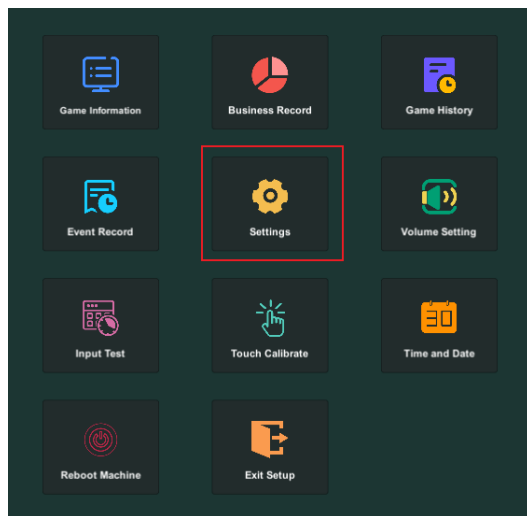 Game Information
Business Record
Game History
Event Record
Settings
Volume Setting
Input Test
Touch Calibrate
30
Time and Date
Reboot Machine
Exit Setup